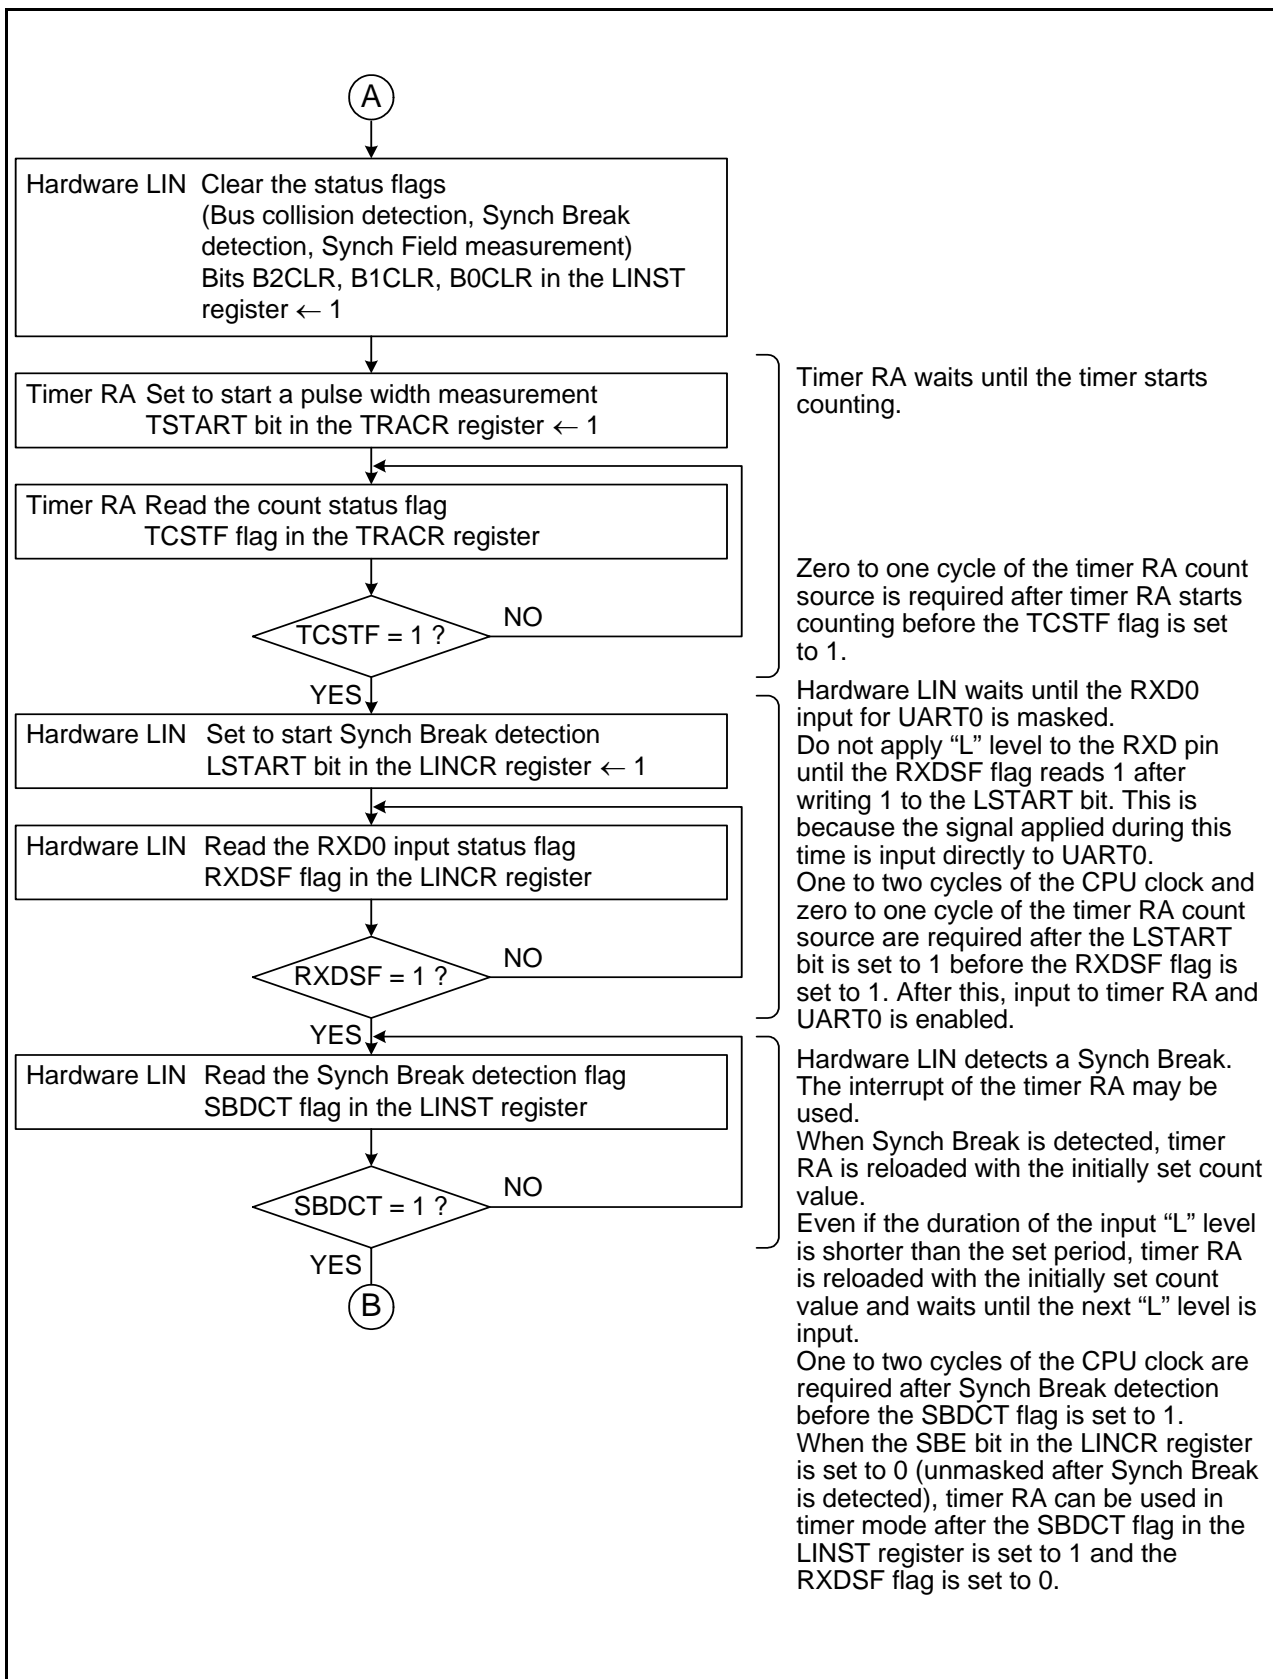 A
Hardware LIN Clear the status flags
(Bus collision detection, Synch Break
detection, Synch Field measurement)
Bits B2CLR, B1CLR, B0CLR in the LINST
register ← 1
Timer RA Set to start a pulse width measurement
TSTART bit in the TRACR register ← 1
Timer RA waits until the timer starts
counting.
Timer RA Read the count status flag
TCSTF flag in the TRACR register
TCSTF = 1 ?
NO
YES
Zero to one cycle of the timer RA count
source is required after timer RA starts
counting before the TCSTF flag is set
to 1.
Hardware LIN Set to start Synch Break detection
LSTART bit in the LINCR register ← 1
Hardware LIN Read the RXD0 input status flag
RXDSF flag in the LINCR register
RXDSF = 1 ?
NO
YES
Hardware LIN waits until the RXD0
input for UART0 is masked.
Do not apply “L” level to the RXD pin
until the RXDSF flag reads 1 after
writing 1 to the LSTART bit. This is
because the signal applied during this
time is input directly to UART0.
One to two cycles of the CPU clock and
zero to one cycle of the timer RA count
source are required after the LSTART
bit is set to 1 before the RXDSF flag is
set to 1. After this, input to timer RA and
UART0 is enabled.
Hardware LIN Read the Synch Break detection flag
SBDCT flag in the LINST register
SBDCT = 1 ?
NO
YES
B
Hardware LIN detects a Synch Break.
The interrupt of the timer RA may be
used.
When Synch Break is detected, timer
RA is reloaded with the initially set count
value.
Even if the duration of the input “L” level
is shorter than the set period, timer RA
is reloaded with the initially set count
value and waits until the next “L” level is
input.
One to two cycles of the CPU clock are
required after Synch Break detection
before the SBDCT flag is set to 1.
When the SBE bit in the LINCR register
is set to 0 (unmasked after Synch Break
is detected), timer RA can be used in
timer mode after the SBDCT flag in the
LINST register is set to 1 and the
RXDSF flag is set to 0.